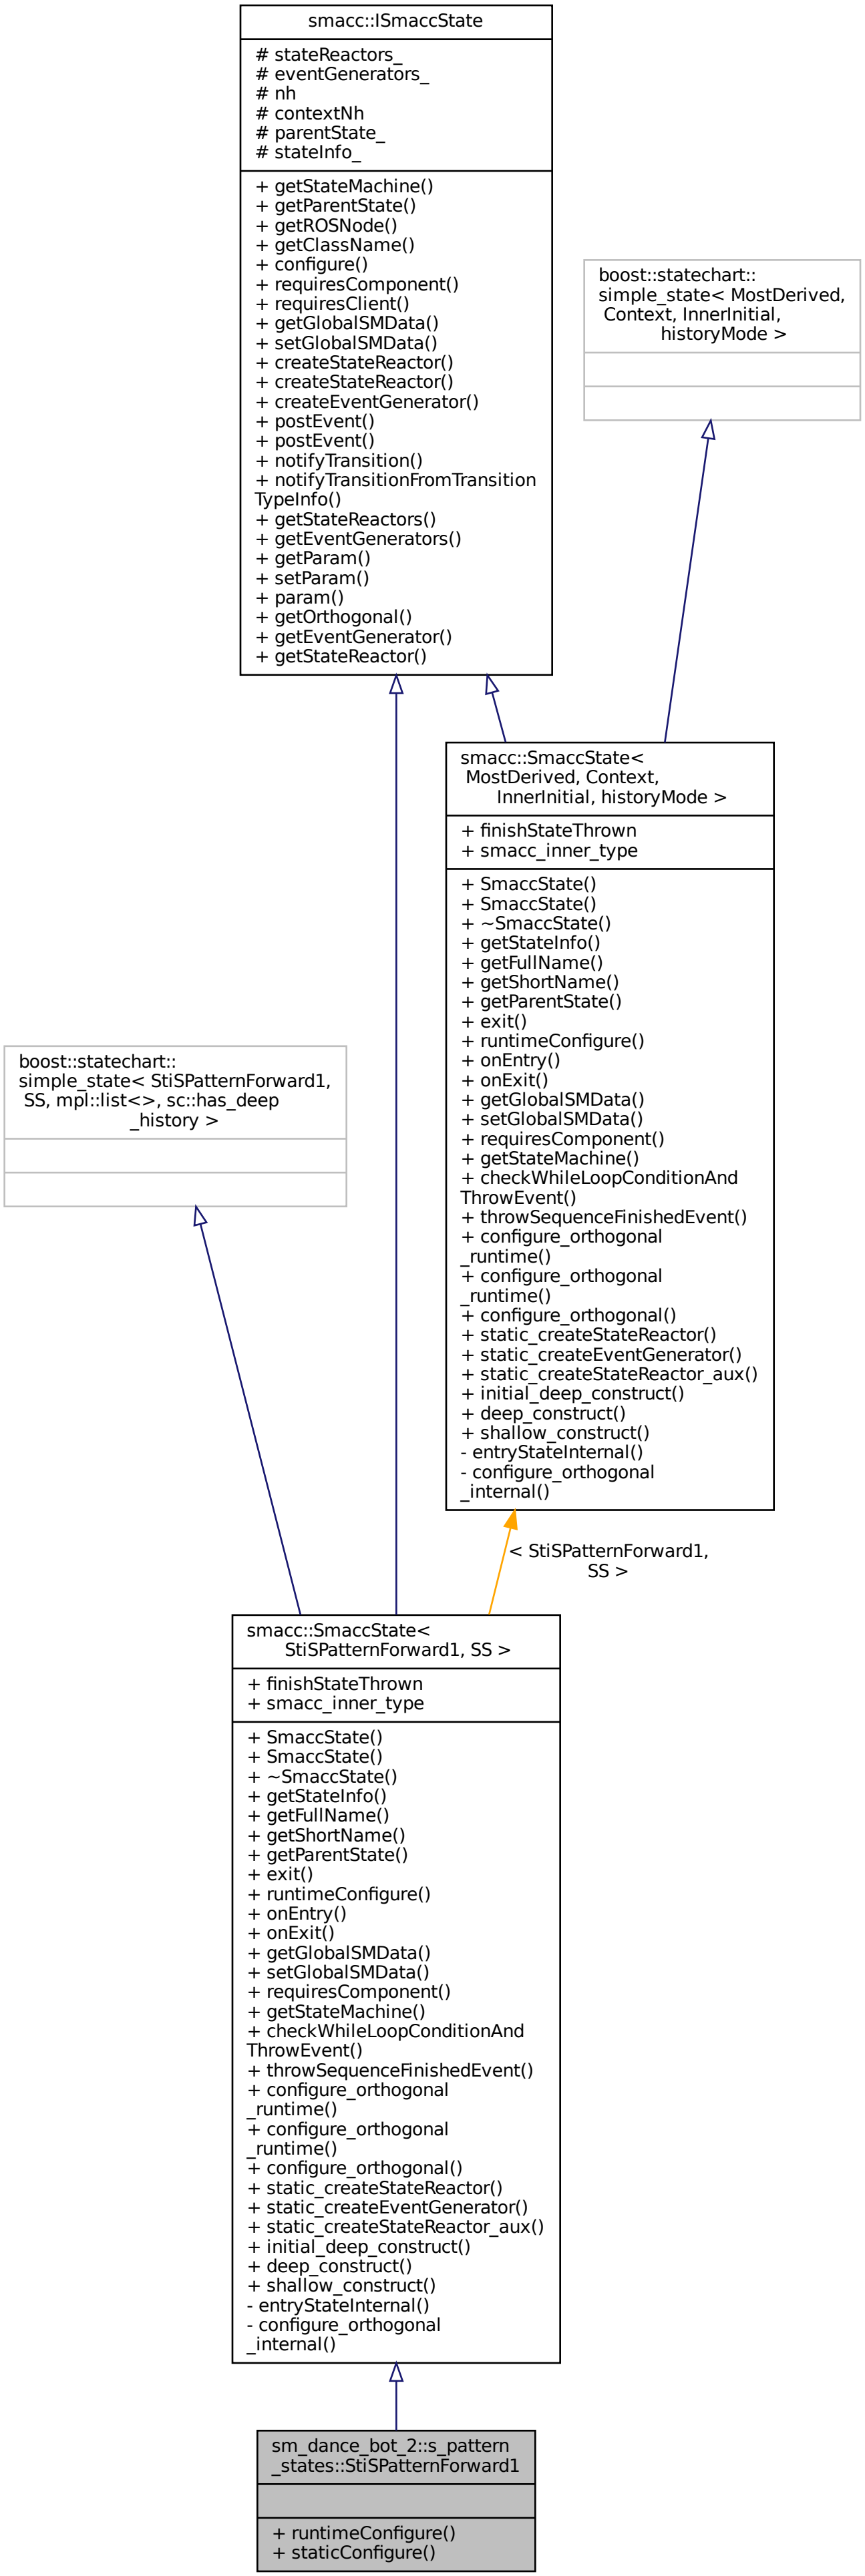 smacc::ISmaccState
# stateReactors_
# eventGenerators_
# nh
# contextNh
# parentState_
# stateInfo_
+ getStateMachine()
+ getParentState()
+ getROSNode()
+ getClassName()
+ configure()
+ requiresComponent()
+ requiresClient()
+ getGlobalSMData()
+ setGlobalSMData()
+ createStateReactor()
+ createStateReactor()
+ createEventGenerator()
+ postEvent()
+ postEvent()
+ notifyTransition()
+ notifyTransitionFromTransition
TypeInfo()
+ getStateReactors()
+ getEventGenerators()
+ getParam()
+ setParam()
+ param()
+ getOrthogonal()
+ getEventGenerator()
+ getStateReactor()
boost::statechart::
simple_state< MostDerived,
Context, InnerInitial,
historyMode >
smacc::SmaccState<
MostDerived, Context,
InnerInitial, historyMode >
+ finishStateThrown
+ smacc_inner_type
+ SmaccState()
+ SmaccState()
+ ~SmaccState()
+ getStateInfo()
+ getFullName()
+ getShortName()
+ getParentState()
+ exit()
+ runtimeConfigure()
+ onEntry()
+ onExit()
+ getGlobalSMData()
+ setGlobalSMData()
+ requiresComponent()
+ getStateMachine()
+ checkWhileLoopConditionAnd
ThrowEvent()
+ throwSequenceFinishedEvent()
+ configure_orthogonal
_runtime()
+ configure_orthogonal
_runtime()
+ configure_orthogonal()
+ static_createStateReactor()
+ static_createEventGenerator()
+ static_createStateReactor_aux()
+ initial_deep_construct()
+ deep_construct()
+ shallow_construct()
- entryStateInternal()
- configure_orthogonal
_internal()
boost::statechart::
simple_state< StiSPatternForward1,
SS, mpl::list<>, sc::has_deep
_history >
< StiSPatternForward1,
SS >
smacc::SmaccState<
StiSPatternForward1, SS >
+ finishStateThrown
+ smacc_inner_type
+ SmaccState()
+ SmaccState()
+ ~SmaccState()
+ getStateInfo()
+ getFullName()
+ getShortName()
+ getParentState()
+ exit()
+ runtimeConfigure()
+ onEntry()
+ onExit()
+ getGlobalSMData()
+ setGlobalSMData()
+ requiresComponent()
+ getStateMachine()
+ checkWhileLoopConditionAnd
ThrowEvent()
+ throwSequenceFinishedEvent()
+ configure_orthogonal
_runtime()
+ configure_orthogonal
_runtime()
+ configure_orthogonal()
+ static_createStateReactor()
+ static_createEventGenerator()
+ static_createStateReactor_aux()
+ initial_deep_construct()
+ deep_construct()
+ shallow_construct()
- entryStateInternal()
- configure_orthogonal
_internal()
sm_dance_bot_2::s_pattern
_states::StiSPatternForward1
+ runtimeConfigure()
+ staticConfigure()